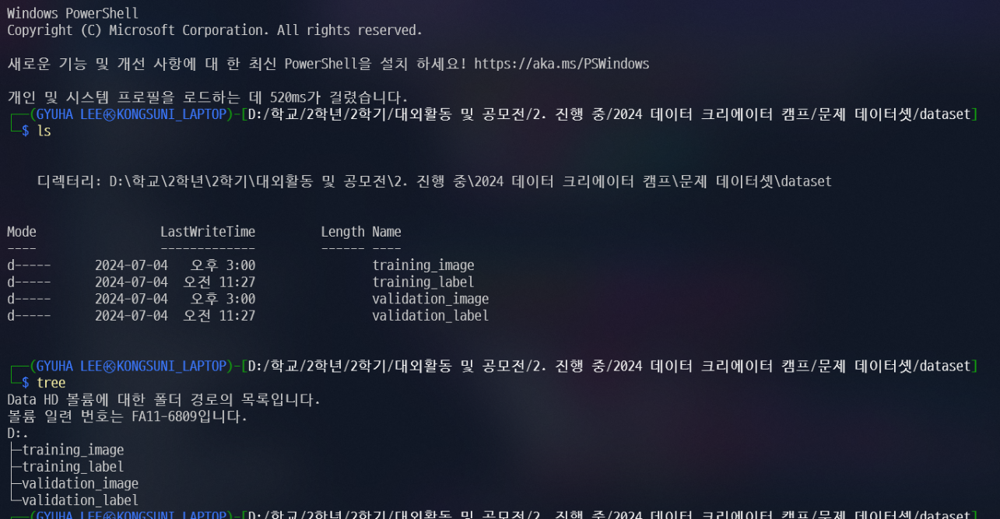 Windows PowerShell
Copyright (C) Microsoft Corporation. All rights reserved.
새로운 기능 및 개선 사항에 대 한 최신 PowerShell을 설치 하세요! https://aka.ms/PSWindows
개인 및 시스템 프로필을 로드하는 데 520ms가 걸렸습니다.
┌──(GYUHA LEE㉿KONGSUNI_LAPTOP)-[D:/학교/2학년/2학기/대외활동 및 공모전/2. 진행 중/2024 데이터 크리에이터 캠프/문제 데이터셋/dataset]
└─$ ls
디렉터리: D:\학교\2학년\2학기\대외활동 및 공모전\2. 진행 중\2024 데이터 크리에이터 캠프\문제 데이터셋\dataset
Mode                 LastWriteTime         Length Name
----                 -------------         ------ ----
d-----      2024-07-04   오후 3:00                training_image
d-----      2024-07-04  오전 11:27                training_label
d-----      2024-07-04   오후 3:00                validation_image
d-----      2024-07-04  오전 11:27                validation_label
┌──(GYUHA LEE㉿KONGSUNI_LAPTOP)-[D:/학교/2학년/2학기/대외활동 및 공모전/2. 진행 중/2024 데이터 크리에이터 캠프/문제 데이터셋/dataset]
└─$ tree
Data HD 볼륨에 대한 폴더 경로의 목록입니다.
볼륨 일련 번호는 FA11-6809입니다.
D:.
├─training_image
├─training_label
├─validation_image
└─validation_label
┌──(GYUHA LEE㉿KONGSUNI_LAPTOP)-[D:/학교/2학년/2학기/대외활동 및 공모전/2. 진행 중/2024 데이터 크리에이터 캠프/문제 데이터셋/dataset]